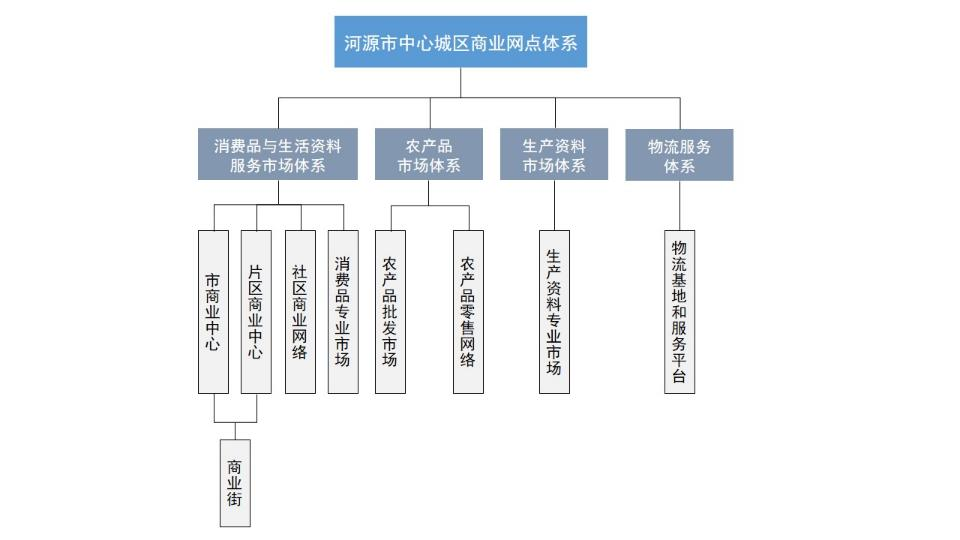 河源市中心城区商业网点体系
消费品与生活资料
服务市场体系
农产品
市场体系
生产资料
市场体系
物流服务
体系
市商业中心
片区商业中心
社区商业网络
消费品专业市场
农产品批发市场
农产品零售网络
生产资料专业市场
物流基地和服务平台
商业街